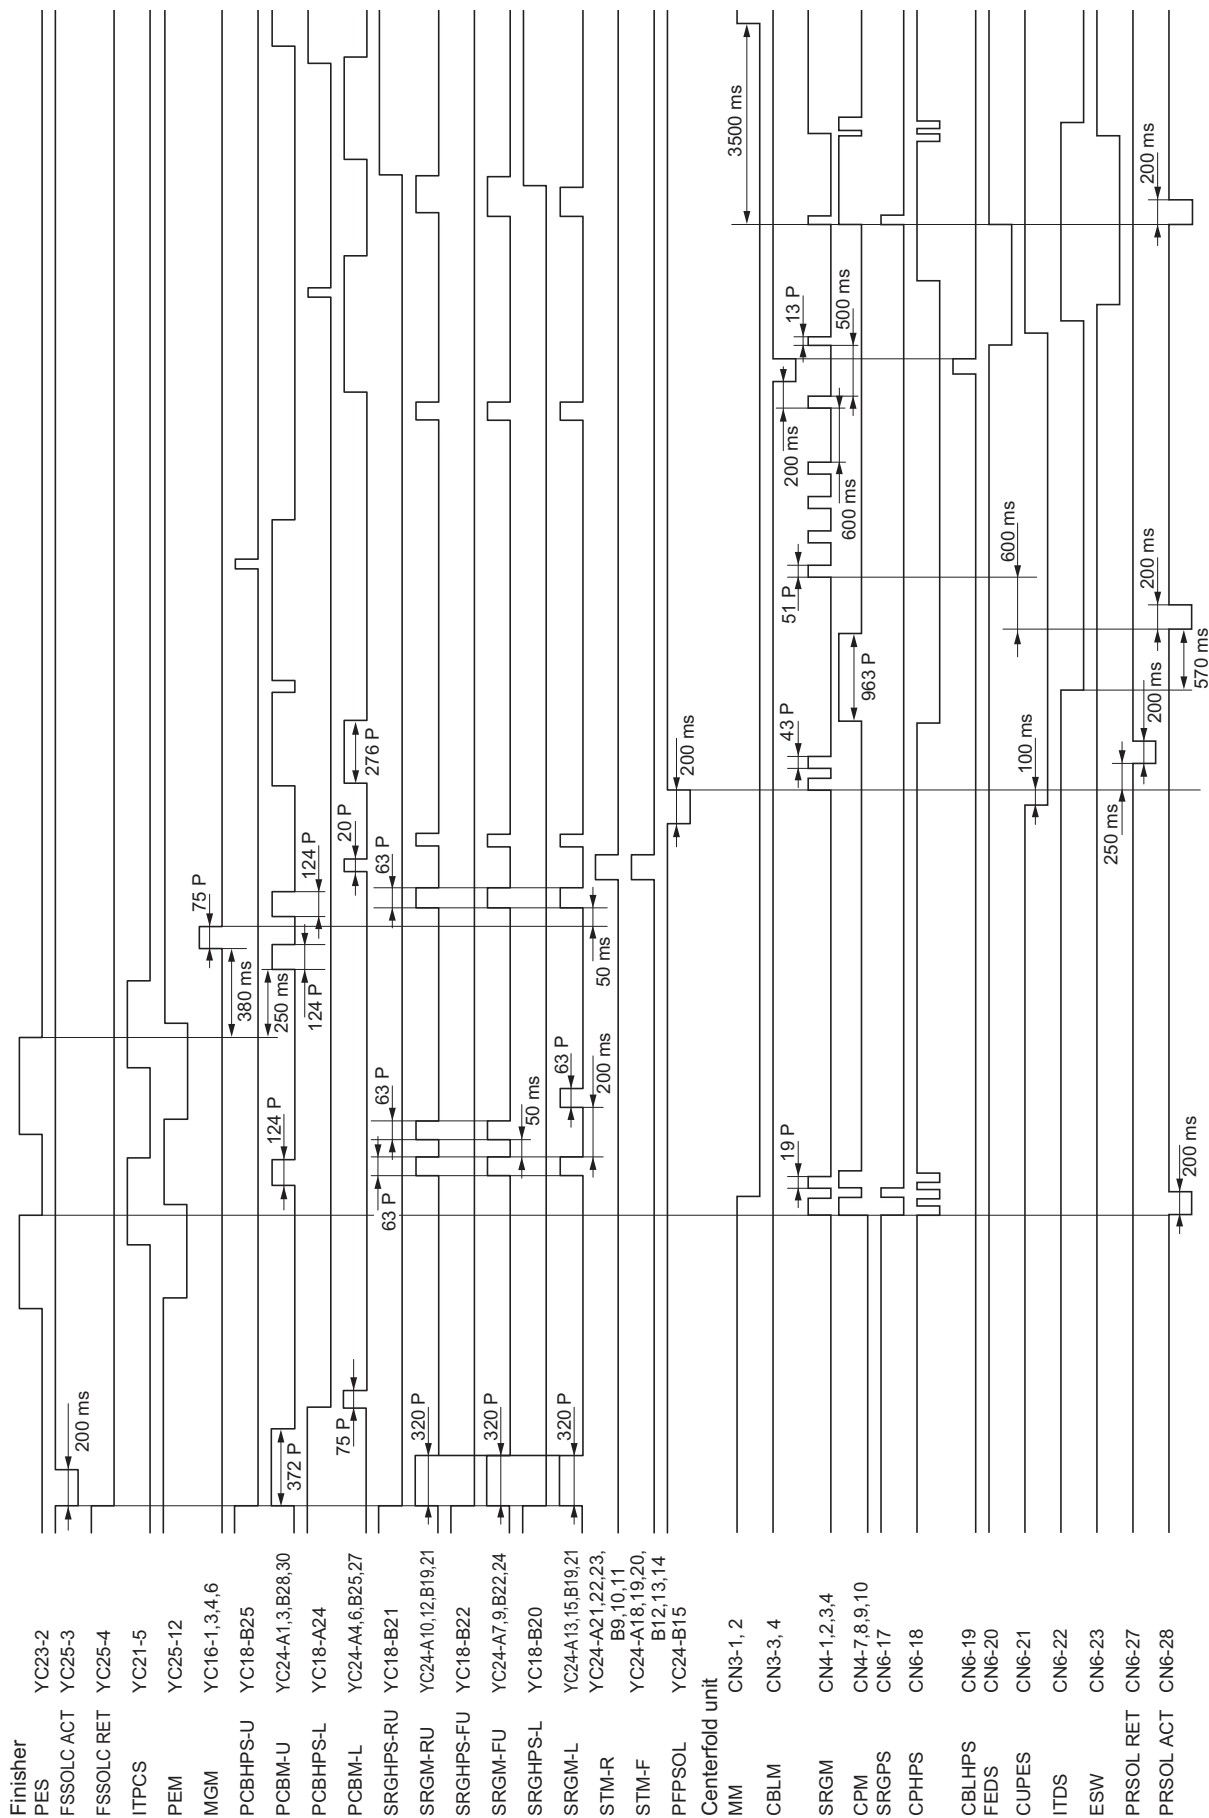 Finisher
PES YC23-2
FSSOLC ACT YC25-3
200 ms
FSSOLC RET YC25-4
ITPCS YC21-5
PEM YC25-12
MGM YC16-1,3,4,6
75 P
PCBHPS-U YC18-B25
380 ms
PCBM-U YC24-A1,3,B28,30
372 P
124 P
250 ms
124 P
124 P
PCBHPS-L YC18-A24
PCBM-L YC24-A4,6,B25,27
75 P
20 P
276 P
SRGHPS-RU YC18-B21
63 P
63 P
63 P
SRGM-RU YC24-A10,12,B19,21
320 P
SRGHPS-FU YC18-B22
SRGM-FU YC24-A7,9,B22,24
320 P
SRGHPS-L YC18-B20
50 ms
SRGM-L YC24-A13,15,B19,21
320 P
63 P
200 ms
50 ms
STM-R YC24-A21,22,23,
B9,10,11
STM-F YC24-A18,19,20,
B12,13,14
PFPSOL YC24-B15
200 ms
Centerfold unit
MM CN3-1, 2
3500 ms
CBLM CN3-3, 4
200 ms
SRGM CN4-1,2,3,4
19 P
43 P
51 P
13 P
600 ms
500 ms
CPM CN4-7,8,9,10
963 P
SRGPS CN6-17
CPHPS CN6-18
CBLHPS CN6-19
FEDS CN6-20
CUPES CN6-21
100 ms
600 ms
ITDS CN6-22
ESW CN6-23
PRSOL RET CN6-27
250 ms
200 ms
PRSOL ACT CN6-28
200 ms
570 ms
200 ms
200 ms